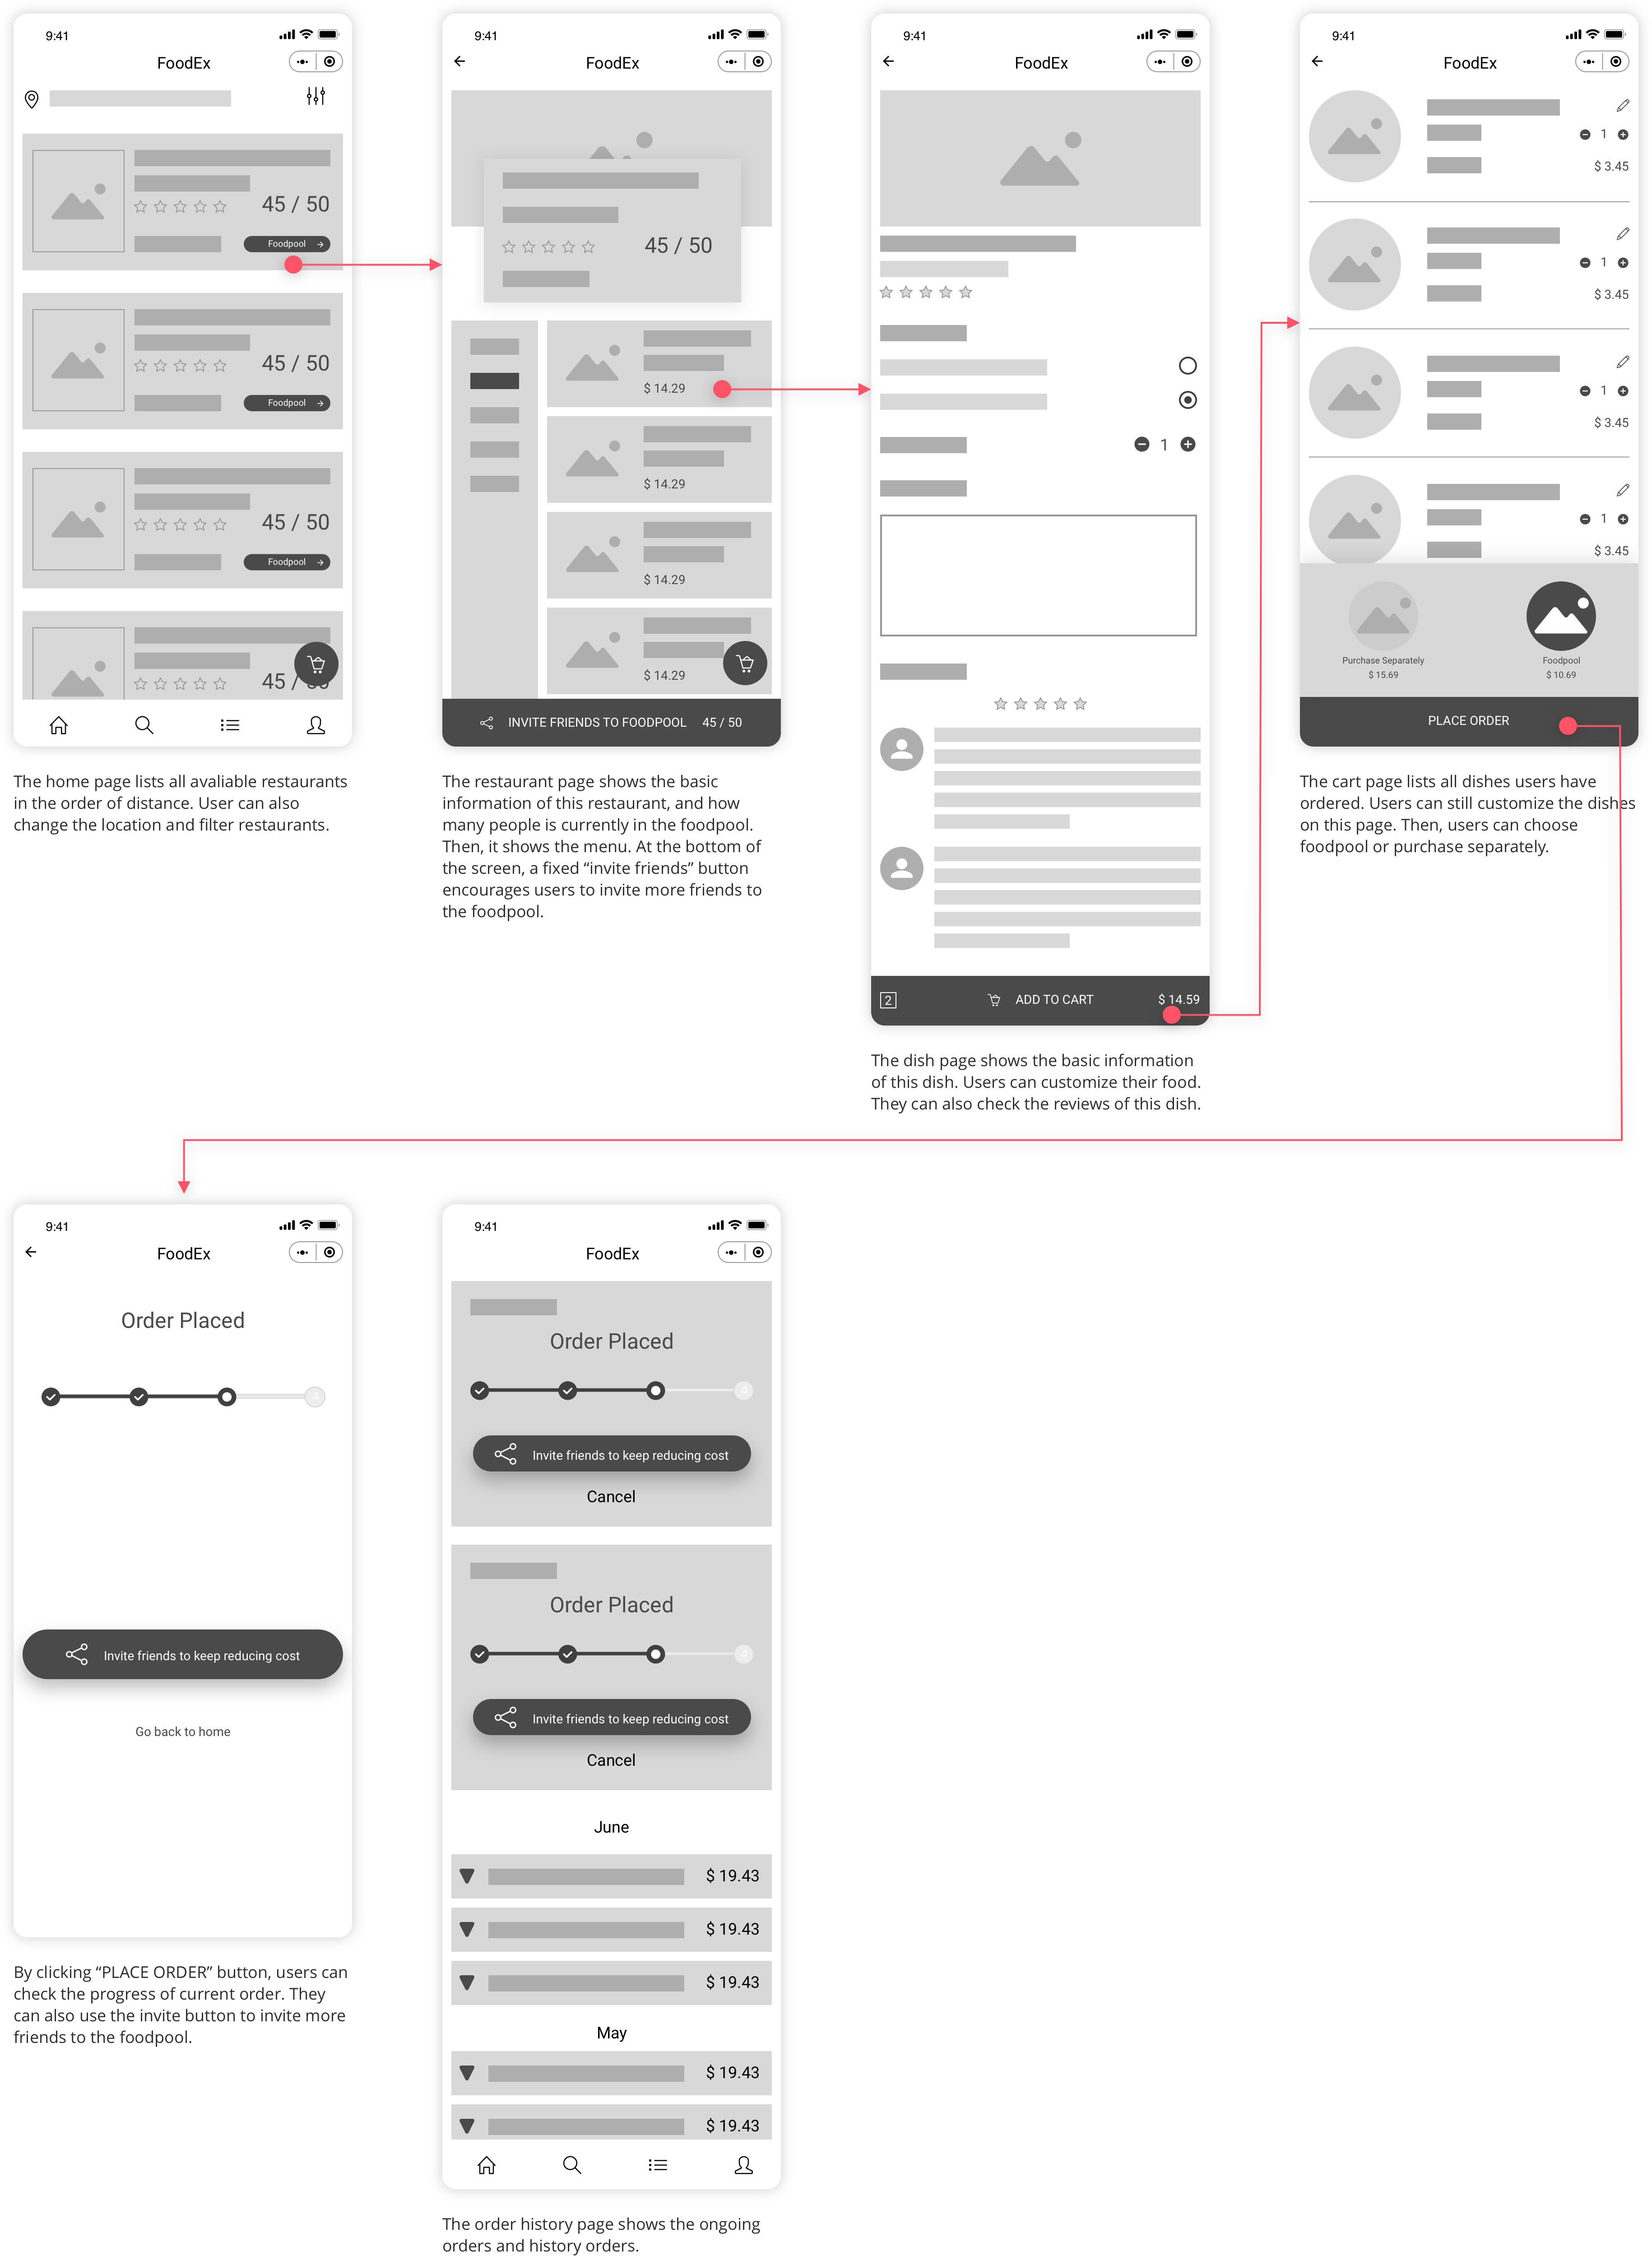 9:41
FoodEx
45 / 50
Foodpool
45 / 50
Foodpool
45 / 50
Foodpool
45 /
The home page lists all avaliable restaurants
in the order of distance. User can also
change the location and filter restaurants.
9:41
FoodEx
45 / 50
$ 14.29
$ 14.29
$ 14.29
$ 14.29
INVITE FRIENDS TO FOODPOOL 45 / 50
The restaurant page shows the basic
information of this restaurant, and how
many people is currently in the foodpool.
Then, it shows the menu. At the bottom of
the screen, a fixed “invite friends” button
encourages users to invite more friends to
the foodpool.
9:41
FoodEx
1
2 ADD TO CART $ 14.59
The dish page shows the basic information
of this dish. Users can customize their food.
They can also check the reviews of this dish.
9:41
FoodEx
1
$ 3.45
1
$ 3.45
1
$ 3.45
1
$ 3.45
Purchase Separately
$ 15.69
Foodpool
$ 10.69
PLACE ORDER
The cart page lists all dishes users have
ordered. Users can still customize the dishes
on this page. Then, users can choose
foodpool or purchase separately.
9:41
FoodEx
Order Placed
4
Invite friends to keep reducing cost
Go back to home
By clicking “PLACE ORDER” button, users can
check the progress of current order. They
can also use the invite button to invite more
friends to the foodpool.
9:41
FoodEx
Order Placed
4
Invite friends to keep reducing cost
Cancel
Order Placed
4
Invite friends to keep reducing cost
Cancel
June
$ 19.43
$ 19.43
$ 19.43
May
$ 19.43
$ 19.43
The order history page shows the ongoing
orders and history orders.